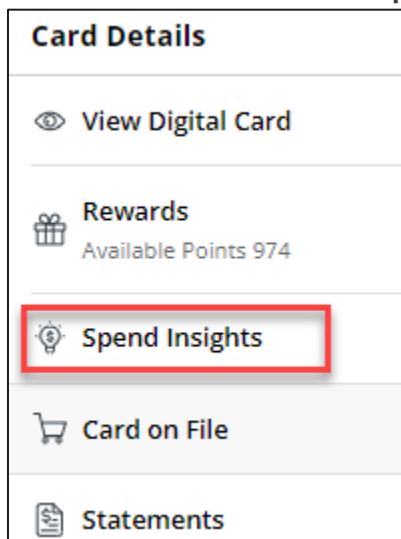 Card Details
View Digital Card
Rewards
Available Points 974
Spend Insights
Card on File
Statements